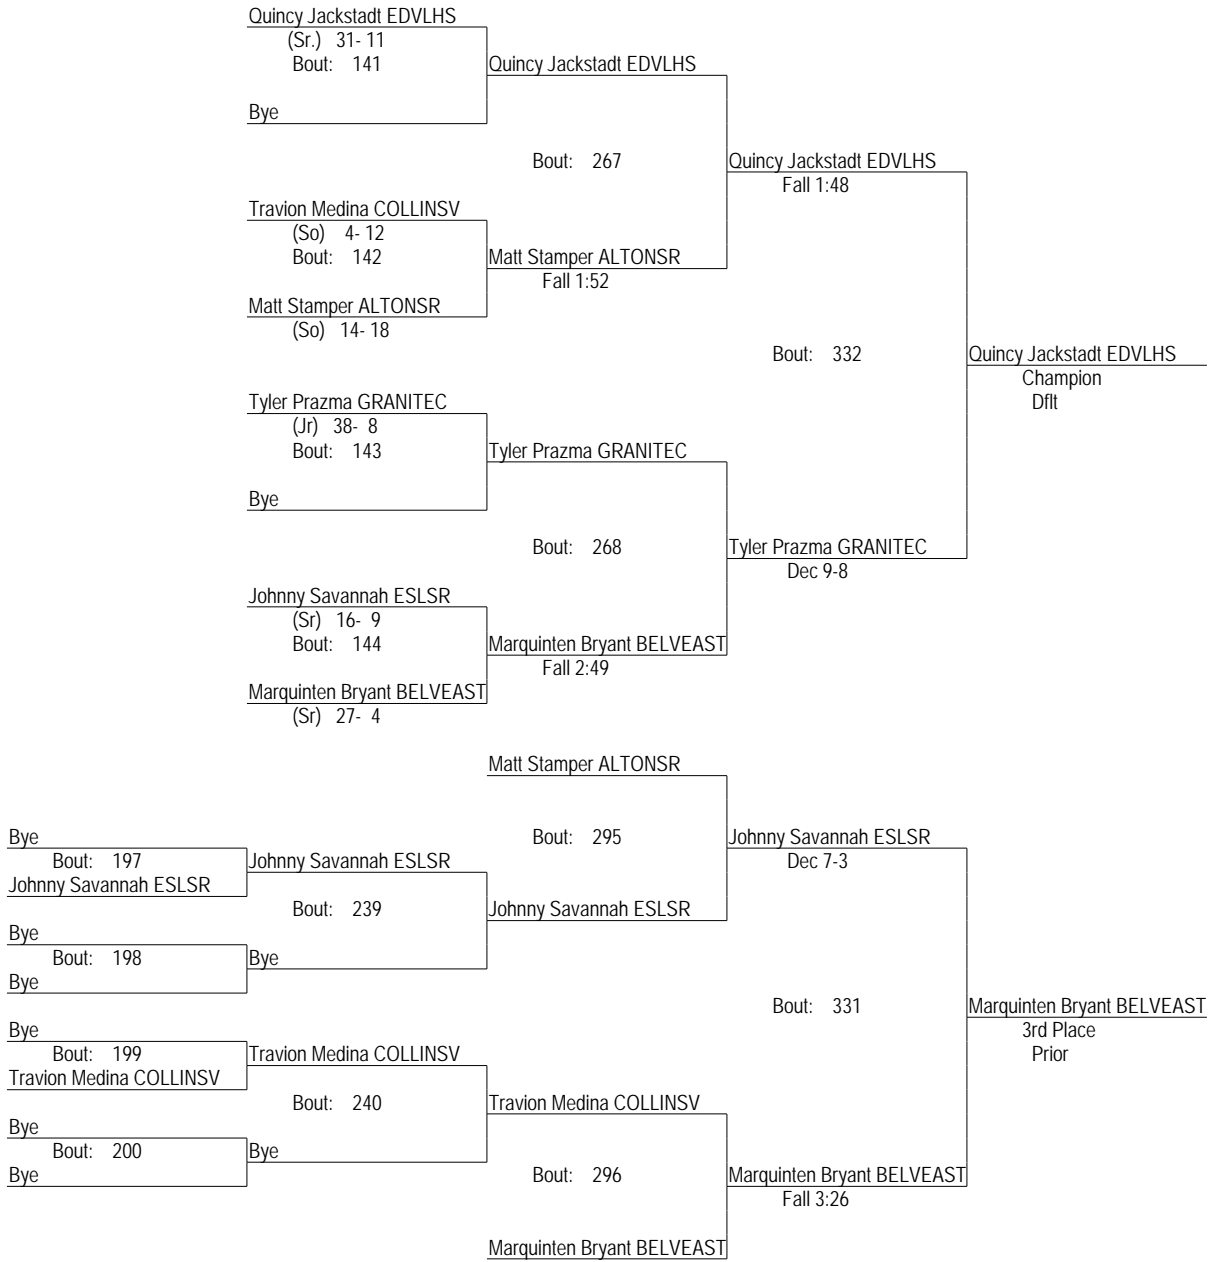 Quincy Jackstadt EDVLHS
(Sr.) 31- 11
Bout: 141
Quincy Jackstadt EDVLHS
Bye
Bout: 267
Quincy Jackstadt EDVLHS
Fall 1:48
Travion Medina COLLINSV
(So) 4- 12
Bout: 142
Matt Stamper ALTONSR
Fall 1:52
Matt Stamper ALTONSR
(So) 14- 18
Bout: 332
Quincy Jackstadt EDVLHS
Champion
Dflt
Tyler Prazma GRANITEC
(Jr) 38- 8
Bout: 143
Tyler Prazma GRANITEC
Bye
Bout: 268
Tyler Prazma GRANITEC
Dec 9-8
Johnny Savannah ESLSR
(Sr) 16- 9
Bout: 144
Marquinten Bryant BELVEAST
Fall 2:49
Marquinten Bryant BELVEAST
(Sr) 27- 4
Matt Stamper ALTONSR
Bye
Bout: 295
Johnny Savannah ESLSR
Bout: 197
Johnny Savannah ESLSR
Dec 7-3
Johnny Savannah ESLSR
Bout: 239
Johnny Savannah ESLSR
Bye
Bout: 198
Bye
Bye
Bout: 331
Marquinten Bryant BELVEAST
3rd Place
Prior
Bye
Bout: 199
Travion Medina COLLINSV
Travion Medina COLLINSV
Bout: 240
Travion Medina COLLINSV
Bye
Bout: 200
Bye
Bye
Bout: 296
Marquinten Bryant BELVEAST
Fall 3:26
Marquinten Bryant BELVEAST